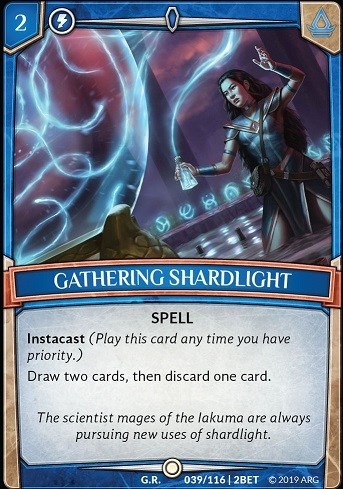 2
GATHERING SHARDLIGHT
SPELL
Instacast (Play this card any time you have
priority.)
Draw two cards, then discard one card.
The scientist mages of the Iakuma are always
pursuing new uses of shardlight.
G.R. 039/116 | 2BET © 2019 ARG